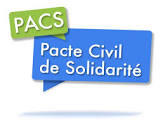 PACS
Pacte Civil
de Solidarité